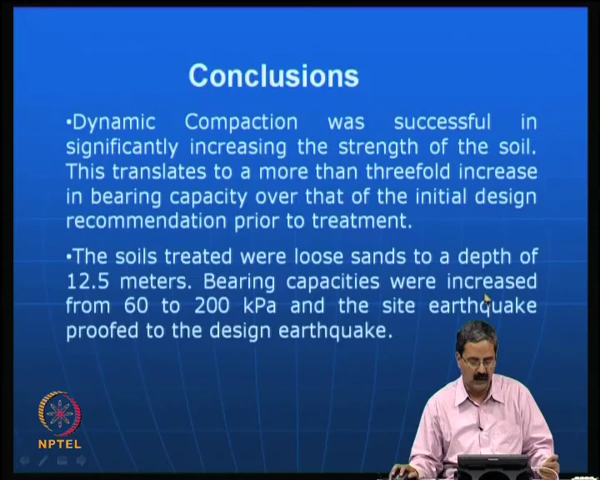 Conclusions
•Dynamic Compaction was successful in
significantly increasing the strength of the soil.
This translates to a more than threefold increase
in bearing capacity over that of the initial design
recommendation prior to treatment.
•The soils treated were loose sands to a depth of
12.5 meters. Bearing capacities were increased
from 60 to 200 kPa and the site earthquake
proofed to the design earthquake.
NPTEL